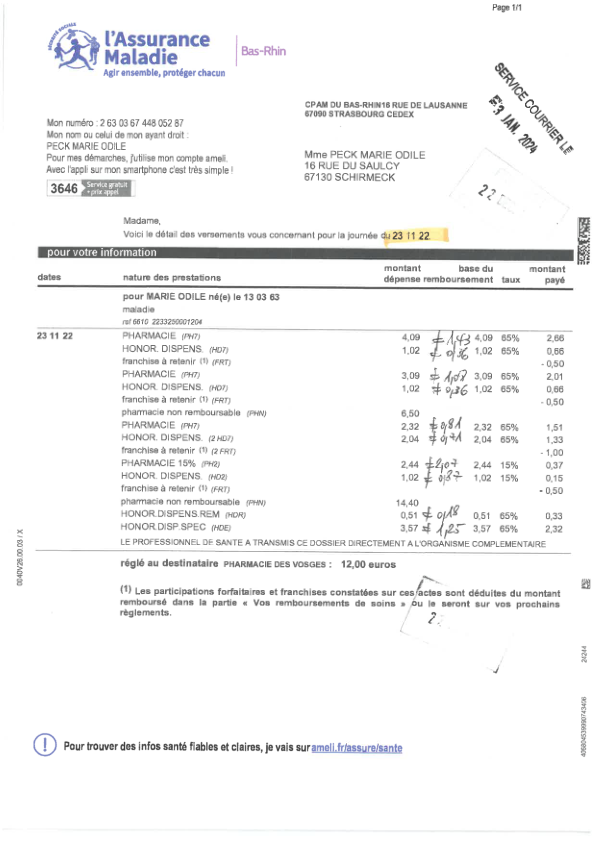 Page 1/1
l'Assurance
Maladie
Agir ensemble, protéger chacun
Bas-Rhin
CPAM DU BAS-RHIN16 RUE DE LAUSANNE
67090 STRASBOURG CEDEX
SERVICE COURRIER LE
3 JAN. 2024
Mon numéro : 2 63 03 67 448 052 87
Mon nom ou celui de mon ayant droit :
PECK MARIE ODILE
Pour mes démarches, j'utilise mon compte ameli.
Avec l'appli sur mon smartphone c'est très simple !
3646 Service gratuit + prix appel
Mme PECK MARIE ODILE
16 RUE DU SAULCY
67130 SCHIRMECK
22
Madame,
Voici le détail des versements vous concernant pour la journée du 23 11 22
pour votre information
dates nature des prestations montant dépense base du remboursement taux montant payé
pour MARIE ODILE né(e) le 13 03 63
maladie
réf 6610 2233250001204
23 11 22 PHARMACIE (PH7) 4,09 ≠ 1,43 4,09 65% 2,66
HONOR. DISPENS. (HD7) 1,02 ≠ 0,36 1,02 65% 0,66
franchise à retenir (1) (FRT) - 0,50
PHARMACIE (PH7) 3,09 ≠ 1,08 3,09 65% 2,01
HONOR. DISPENS. (HD7) 1,02 ≠ 0,36 1,02 65% 0,66
franchise à retenir (1) (FRT) - 0,50
pharmacie non remboursable (PHN) 6,50
PHARMACIE (PH7) 2,32 ≠ 0,81 2,32 65% 1,51
HONOR. DISPENS. (2 HD7) 2,04 ≠ 0,71 2,04 65% 1,33
franchise à retenir (1) (2 FRT) - 1,00
PHARMACIE 15% (PH2) 2,44 ≠ 2,07 2,44 15% 0,37
HONOR. DISPENS. (HD2) 1,02 ≠ 0,87 1,02 15% 0,15
franchise à retenir (1) (FRT) - 0,50
pharmacie non remboursable (PHN) 14,40
HONOR.DISPENS.REM (HDR) 0,51 ≠ 0,18 0,51 65% 0,33
HONOR.DISP.SPEC (HDE) 3,57 ≠ 1,25 3,57 65% 2,32
LE PROFESSIONNEL DE SANTE A TRANSMIS CE DOSSIER DIRECTEMENT A L'ORGANISME COMPLEMENTAIRE
réglé au destinataire PHARMACIE DES VOSGES : 12,00 euros
(1) Les participations forfaitaires et franchises constatées sur ces actes sont déduites du montant
remboursé dans la partie « Vos remboursements de soins » ou le seront sur vos prochains
règlements.
2
Pour trouver des infos santé fiables et claires, je vais sur ameli.fr/assure/sante
0040V26.00.03 / X
24244